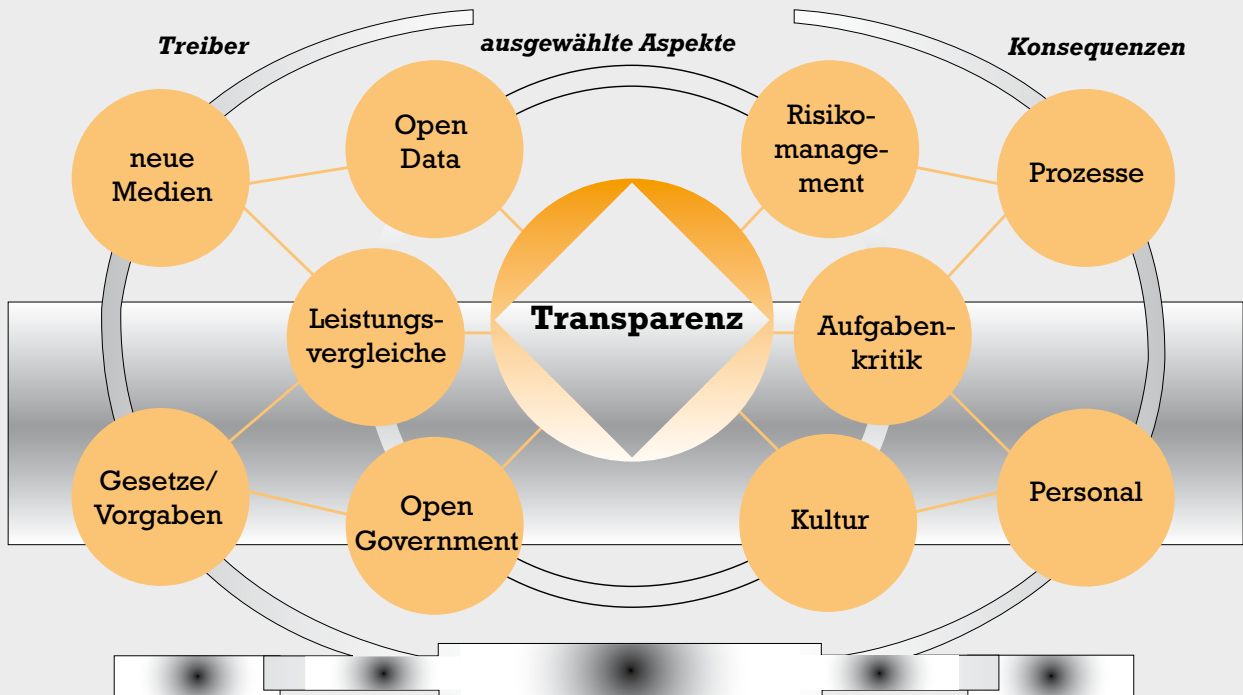 Treiber
ausgewählte Aspekte
Konsequenzen
neue
Medien
Open
Data
Risiko-
manage-
ment
Prozesse
Leistungs-
vergleiche
Transparenz
Aufgaben-
kritik
Gesetze/
Vorgaben
Open
Government
Kultur
Personal